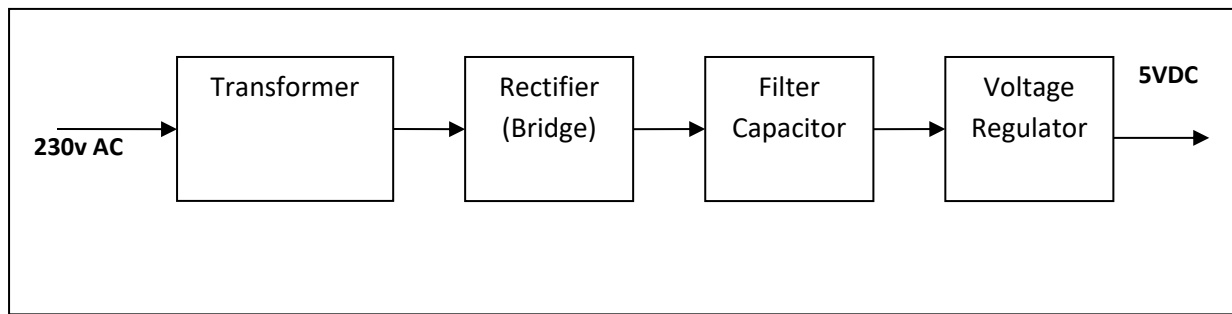 230v AC
Transformer
Rectifier
(Bridge)
Filter
Capacitor
Voltage
Regulator
5VDC